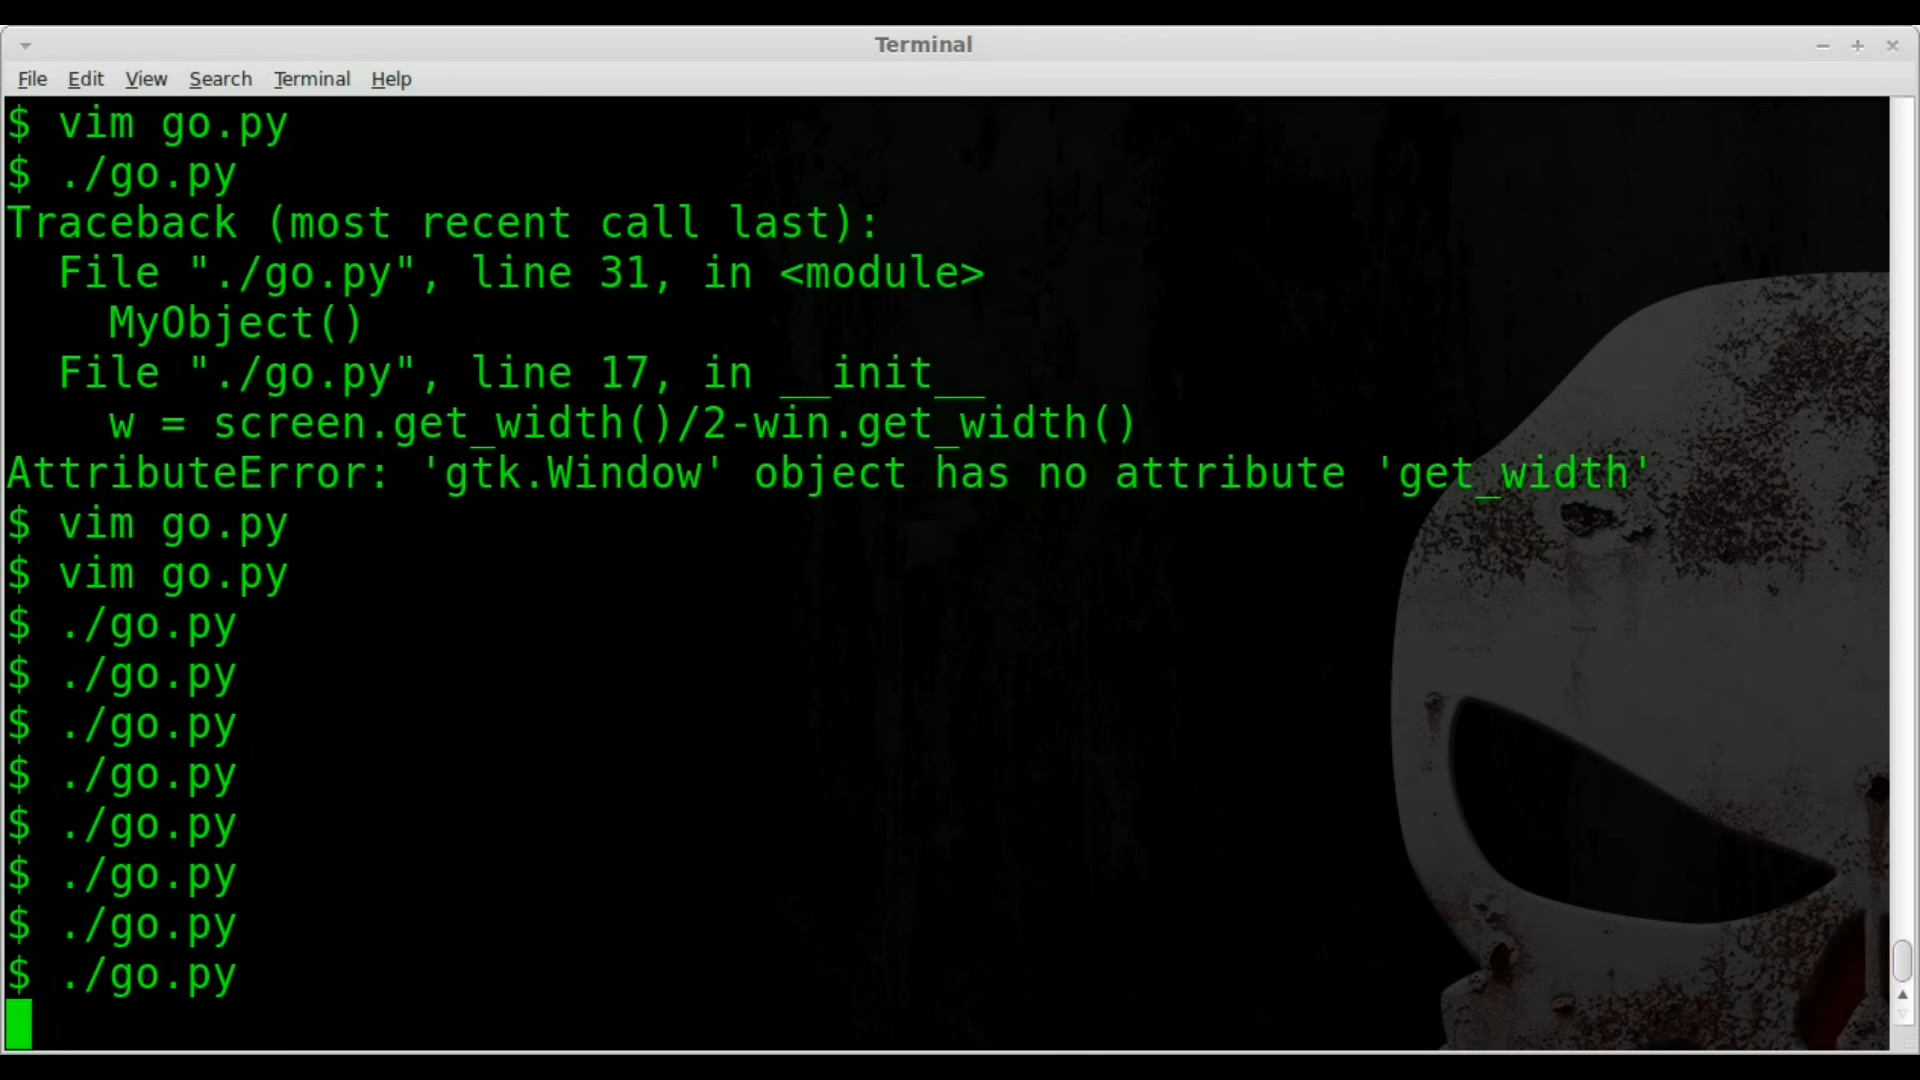 Terminal
File Edit View Search Terminal Help
$ vim go.py
$ ./go.py
Traceback (most recent call last):
  File "./go.py", line 31, in <module>
    MyObject()
  File "./go.py", line 17, in __init__
    w = screen.get_width()/2-win.get_width()
AttributeError: 'gtk.Window' object has no attribute 'get_width'
$ vim go.py
$ vim go.py
$ ./go.py
$ ./go.py
$ ./go.py
$ ./go.py
$ ./go.py
$ ./go.py
$ ./go.py
$ ./go.py